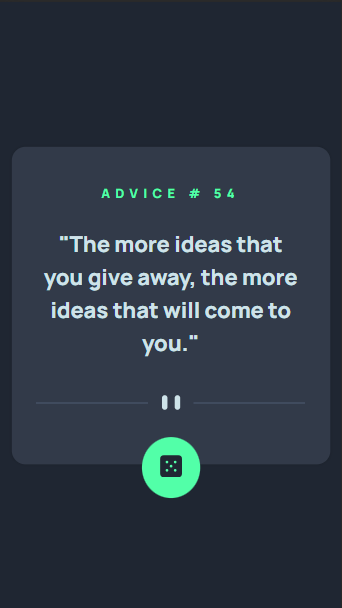 ADVICE # 54
"The more ideas that
you give away, the more
ideas that will come to
you."